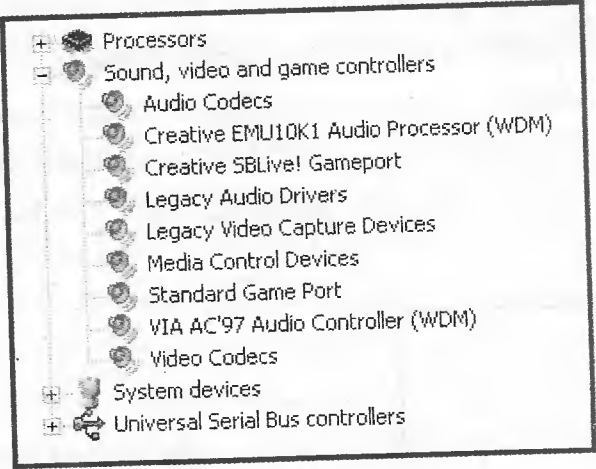 Processors
Sound, video and game controllers
Audio Codecs
Creative EMU10K1 Audio Processor (WDM)
Creative SBLive! Gameport
Legacy Audio Drivers
Legacy Video Capture Devices
Media Control Devices
Standard Game Port
VIA AC'97 Audio Controller (WDM)
Video Codecs
System devices
Universal Serial Bus controllers